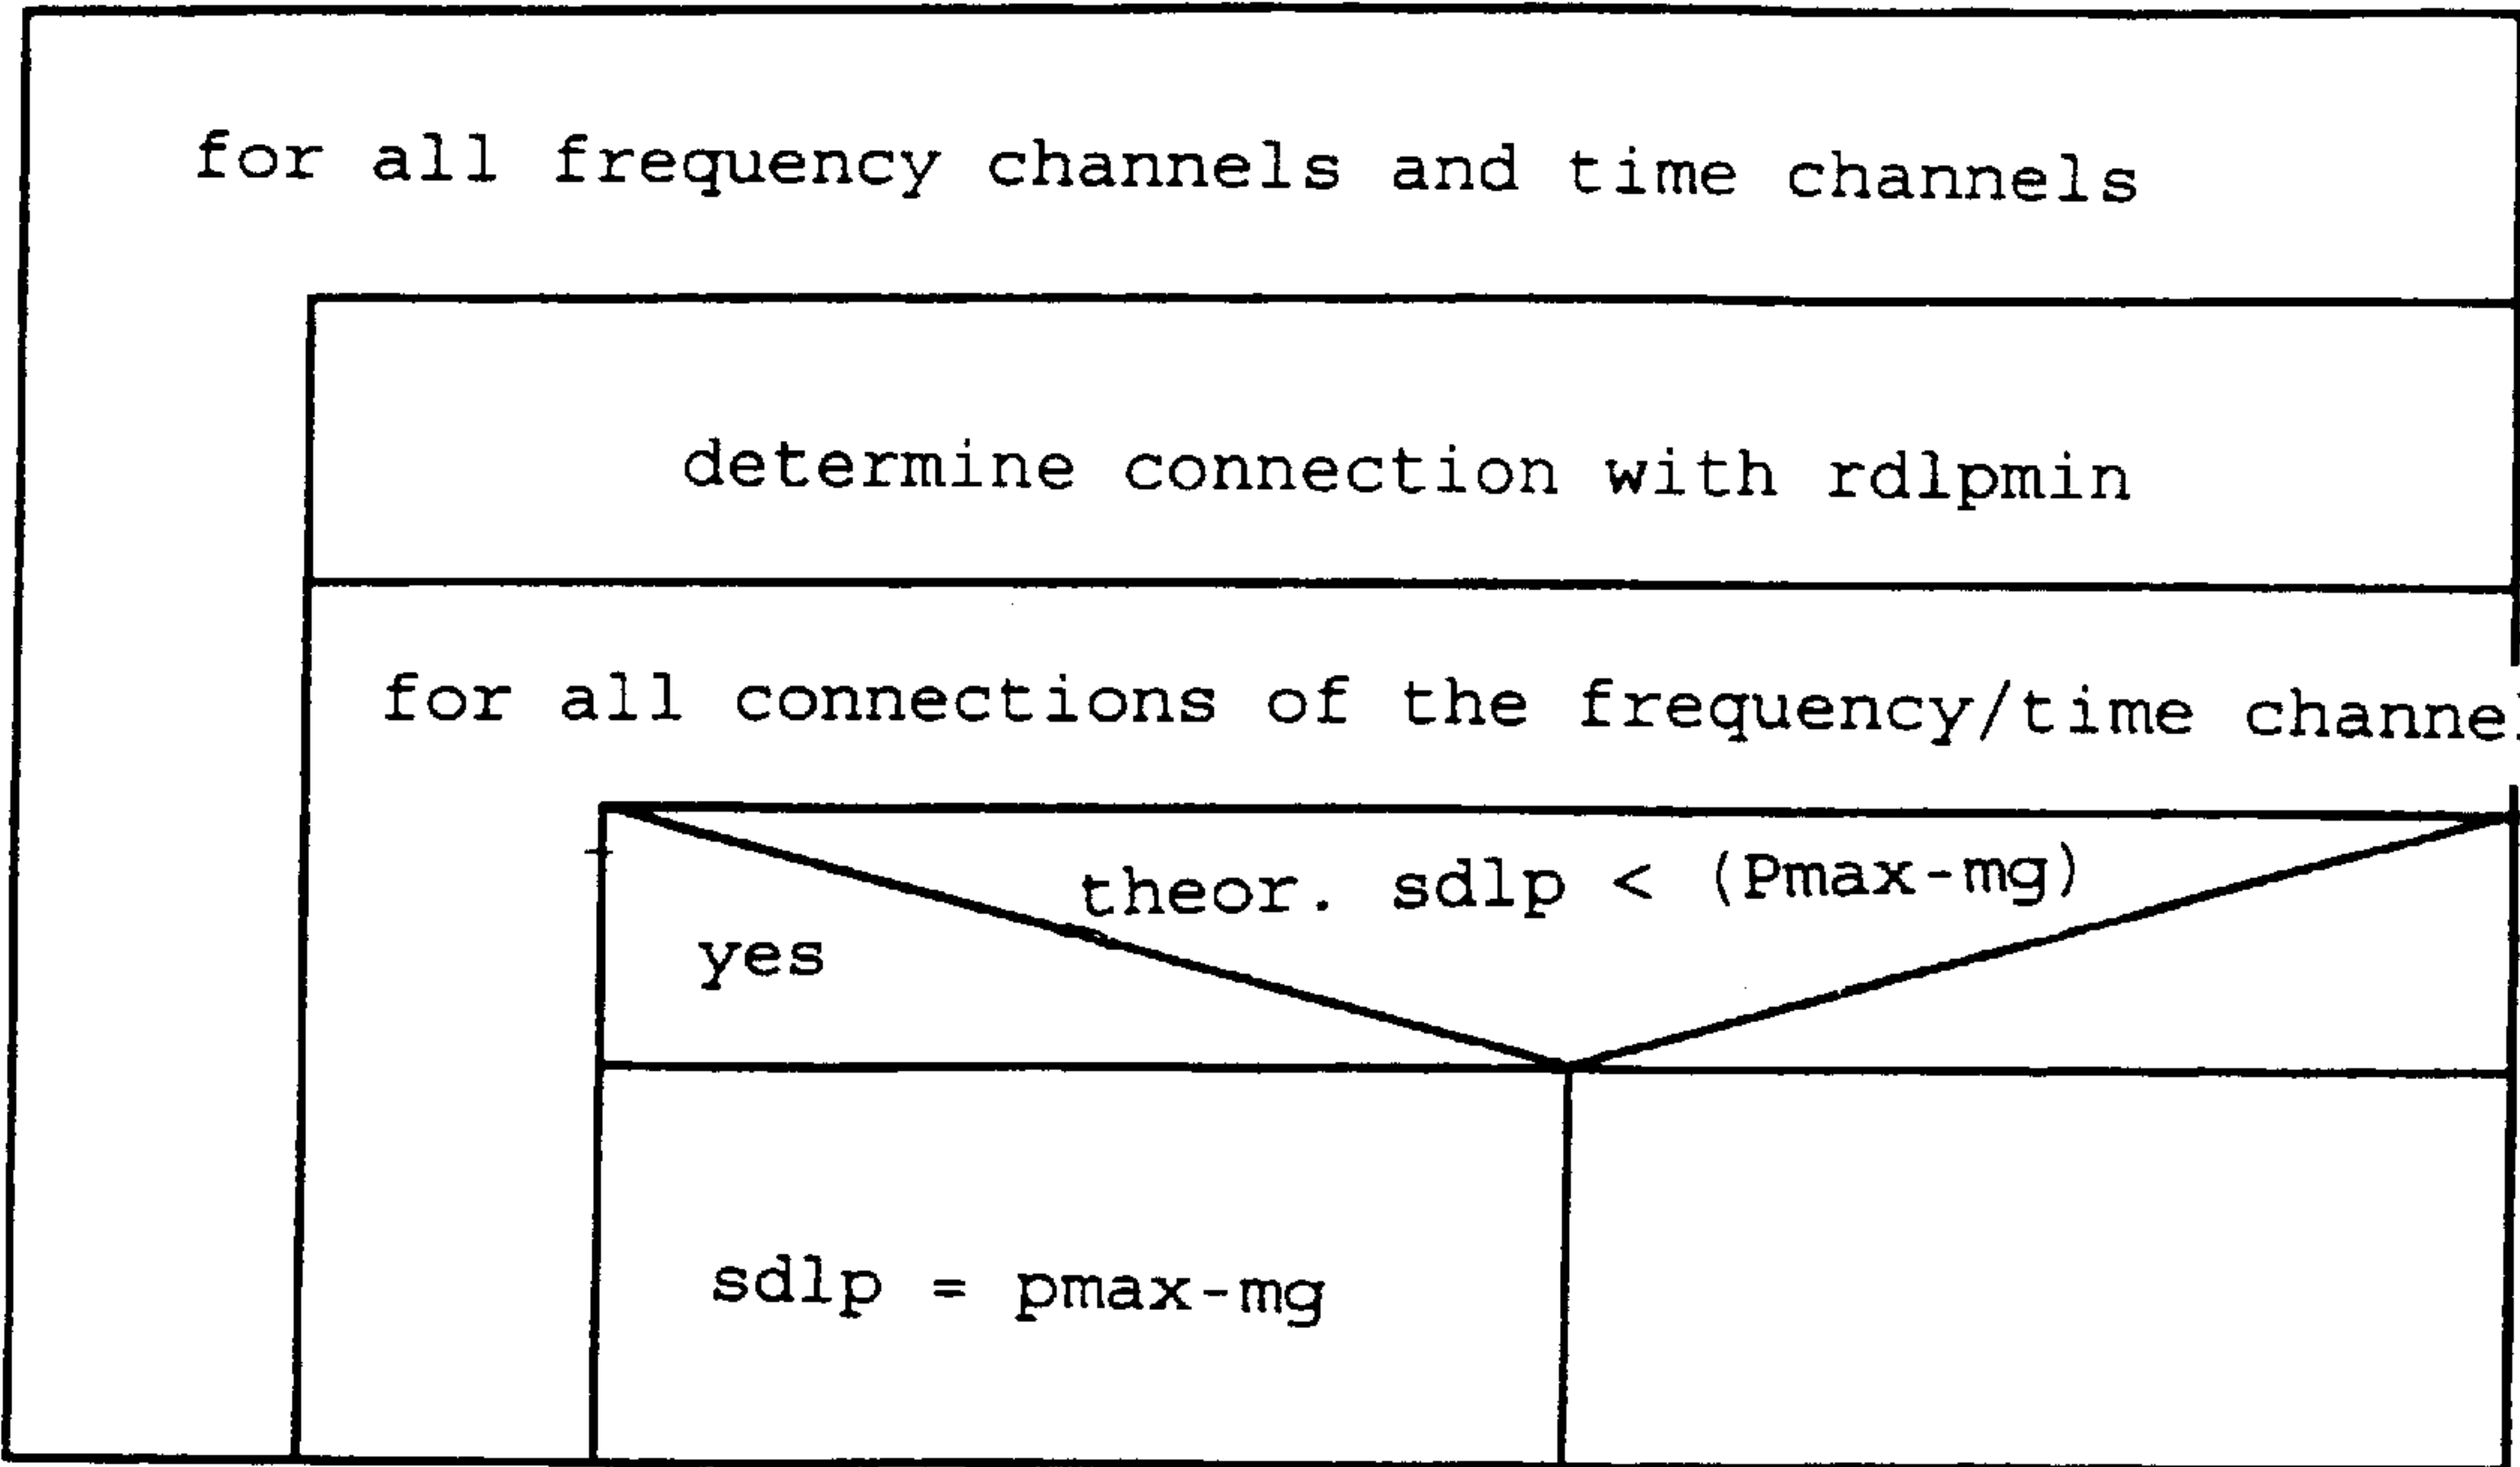 for all frequency channels and time channels
determine connection with rdlpmin
for all connections of the frequency/time channel
theor. sdlp < (Pmax-mg)
yes
sdlp = pmax-mg